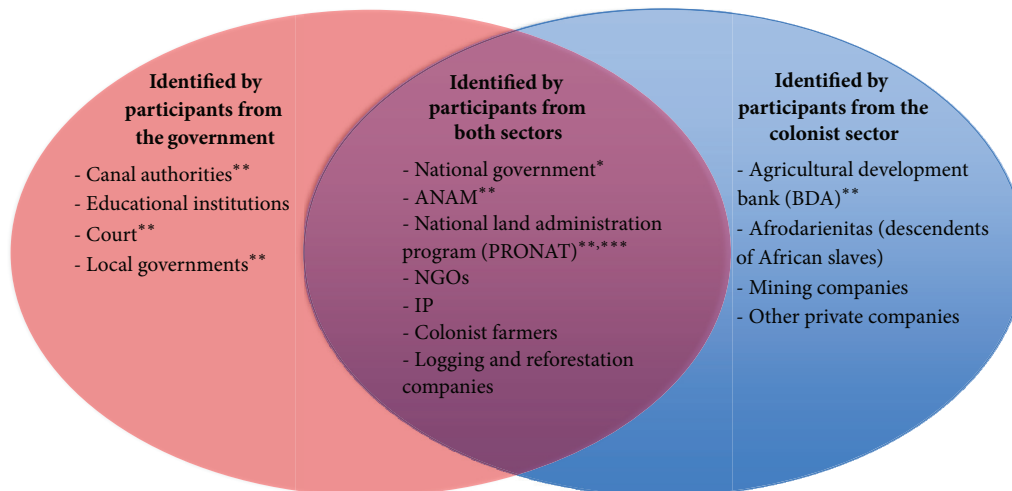 Identified by
participants from
the government
- Canal authorities**
- Educational institutions
- Court**
- Local governments**
Identified by
participants from
both sectors
- National government*
- ANAM**
- National land administration
program (PRONAT)**,***
- NGOs
- IP
- Colonist farmers
- Logging and reforestation
companies
Identified by
participants from the
colonist sector
- Agricultural development
bank (BDA)**
- Afrodarienitas (descendents
of African slaves)
- Mining companies
- Other private companies